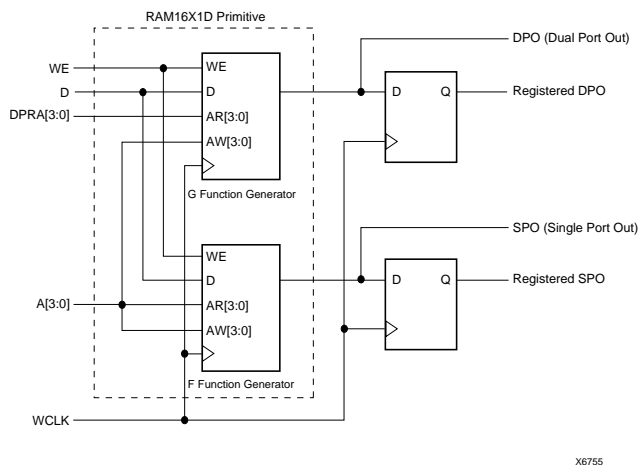 RAM16X1D Primitive
DPO (Dual Port Out)
WE
WE
D
D
D
Q
Registered DPO
DPRA[3:0]
AR[3:0]
AW[3:0]
G Function Generator
SPO (Single Port Out)
WE
D
D
Q
Registered SPO
A[3:0]
AR[3:0]
AW[3:0]
F Function Generator
WCLK
X6755